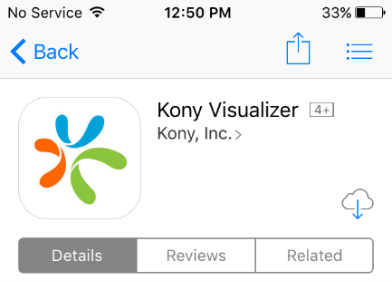 No Service 12:50 PM 33%
Back
Kony Visualizer 4+
Kony, Inc. >
Details Reviews Related